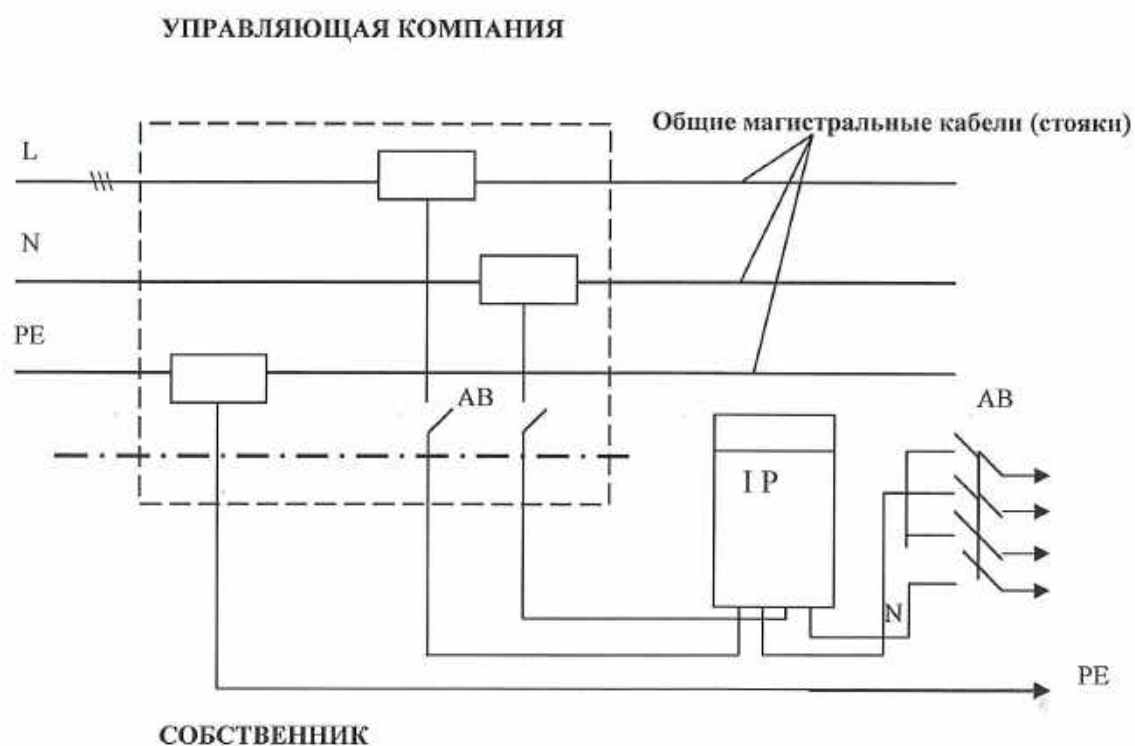 УПРАВЛЯЮЩАЯ КОМПАНИЯ
Общие магистральные кабели (стояки)
L
N
PE
АВ
АВ
I P
N
PE
СОБСТВЕННИК